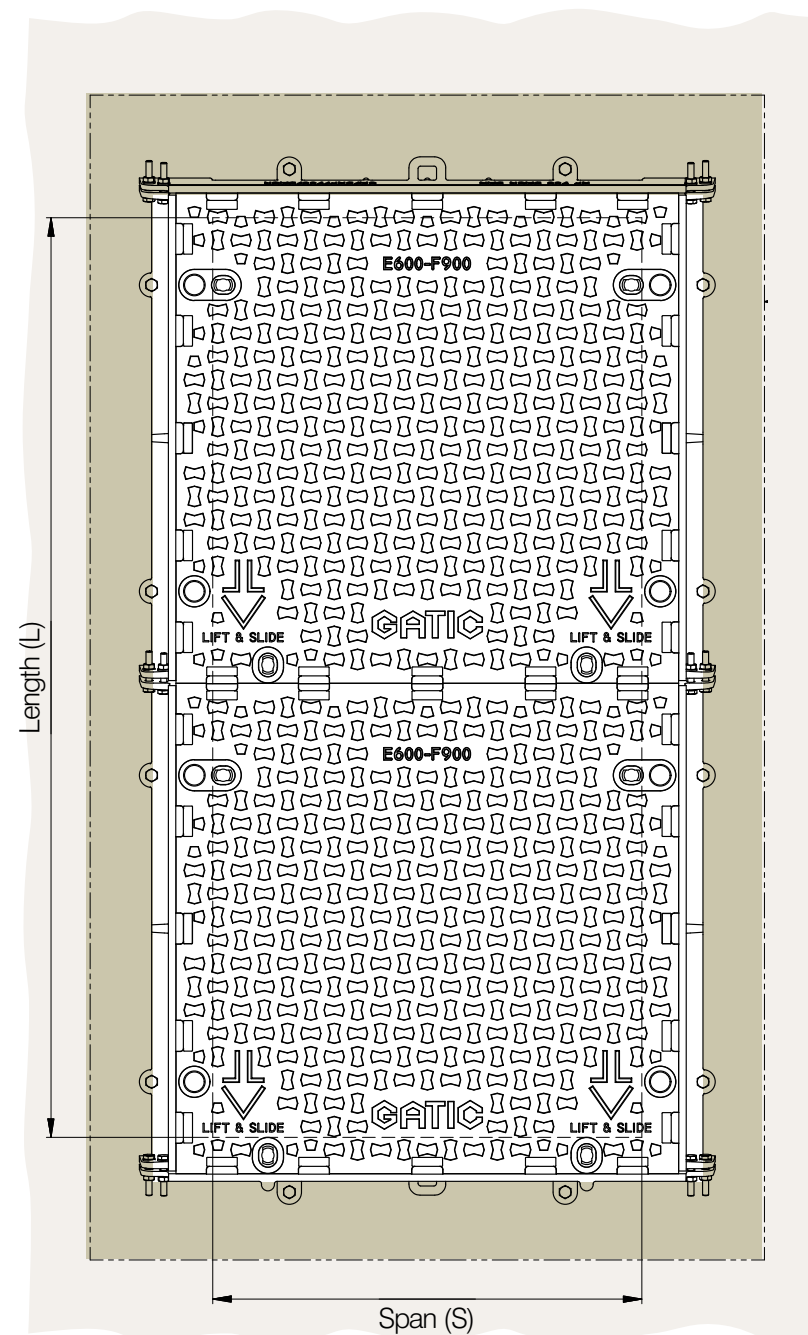 E600-F900
GATIC
LIFT & SLIDE LIFT & SLIDE
Length (L)
E600-F900
GATIC
LIFT & SLIDE LIFT & SLIDE
Span (S)